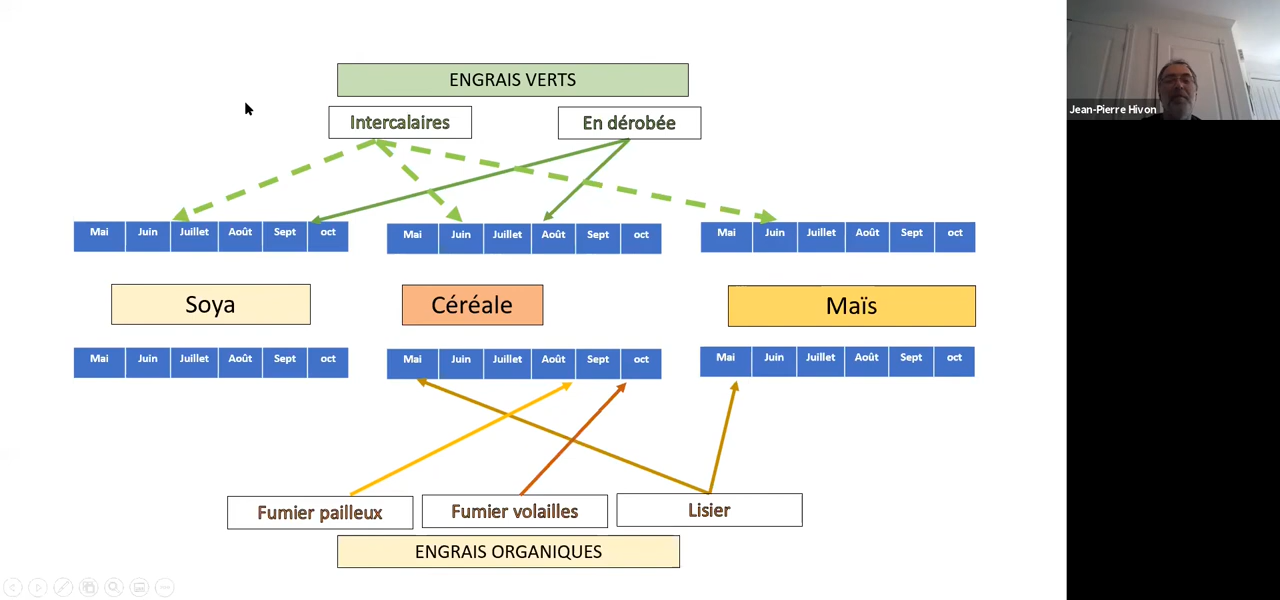 ENGRAIS VERTS
Intercalaires
En dérobée
Mai Juin Juillet Août Sept oct
Mai Juin Juillet Août Sept oct
Mai Juin Juillet Août Sept oct
Soya
Céréale
Maïs
Mai Juin Juillet Août Sept oct
Mai Juin Juillet Août Sept oct
Mai Juin Juillet Août Sept oct
Fumier pailleux
Fumier volailles
Lisier
ENGRAIS ORGANIQUES
Jean-Pierre Hivon